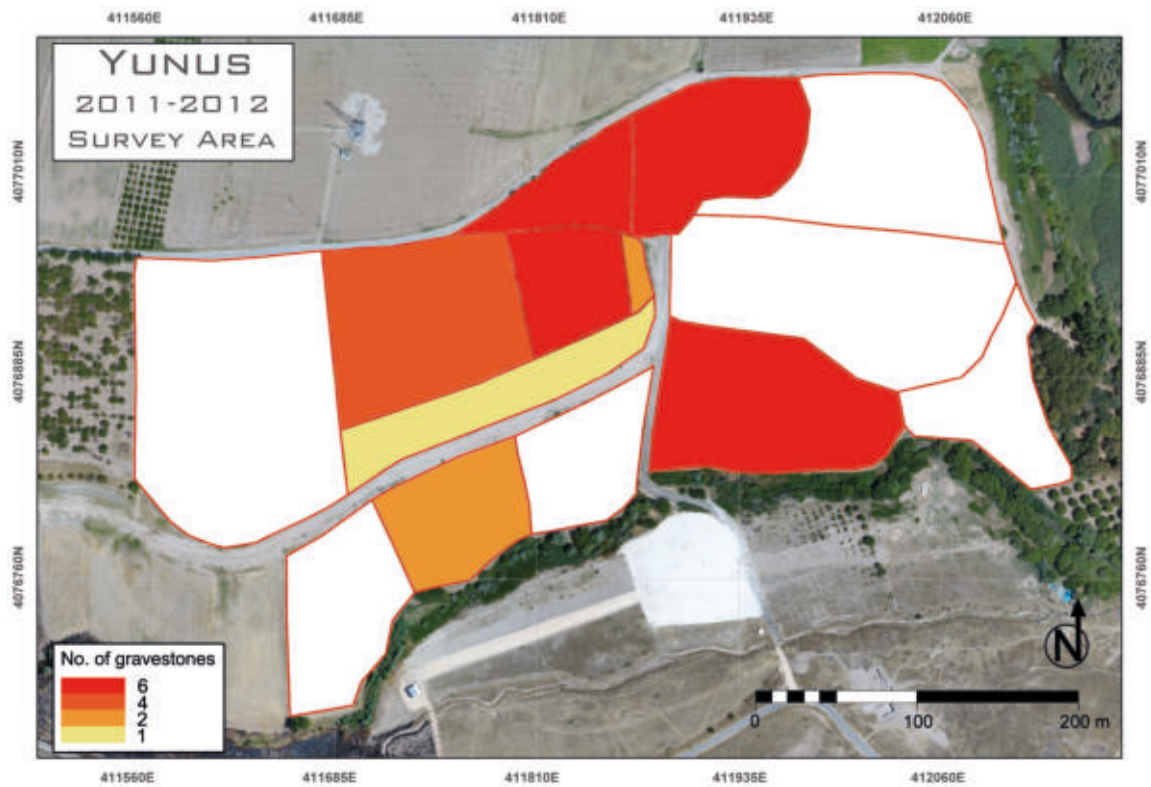 411560E 411685E 411810E 411935E 412060E
YUNUS
2011-2012
SURVEY AREA
4077010N 4077010N
4076885N 4076885N
4076760N 4076760N
N
No. of gravestones
6
4
2
1
0 100 200 m
411560E 411685E 411810E 411935E 412060E